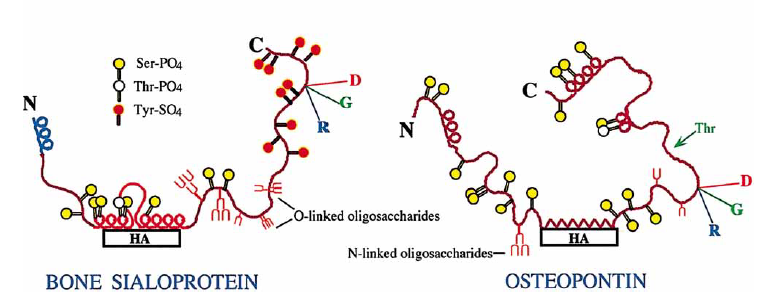 C
Ser-PO4
Thr-PO4
Tyr-SO4
D
G
R
N
HA
O-linked oligosaccharides
BONE SIALOPROTEIN
C
N
Thr
D
G
R
HA
N-linked oligosaccharides
OSTEOPONTIN